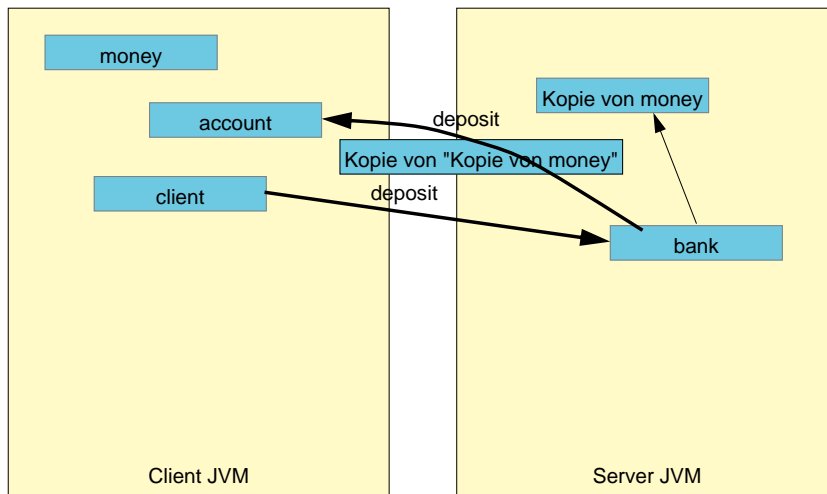 money
Kopie von money
account
deposit
Kopie von "Kopie von money"
client
deposit
bank
Client JVM
Server JVM